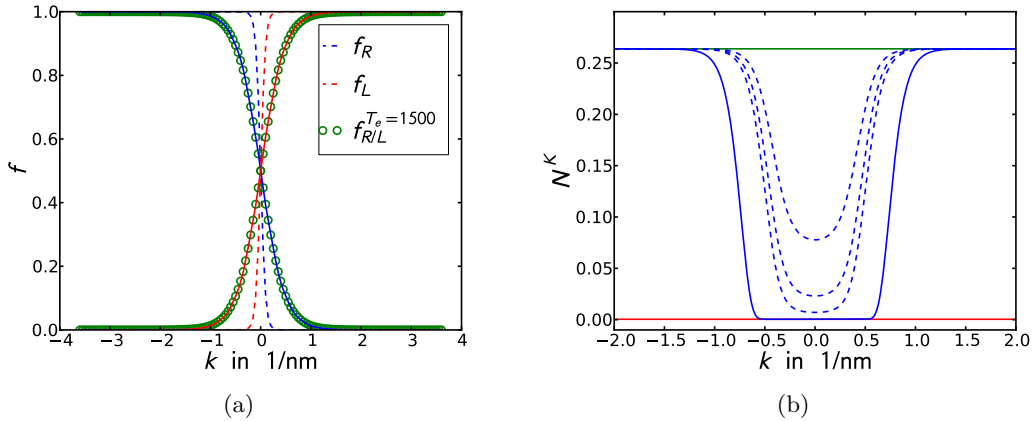 1.0
0.8
0.6
0.4
0.2
0.0
f
−4 −3 −2 −1 0 1 2 3 4
k in 1/nm
f_R
f_L
f_{R/L}^{T_e=1500}
(a)
0.25
0.20
0.15
0.10
0.05
0.00
N^K
−2.0 −1.5 −1.0 −0.5 0.0 0.5 1.0 1.5 2.0
k in 1/nm
(b)